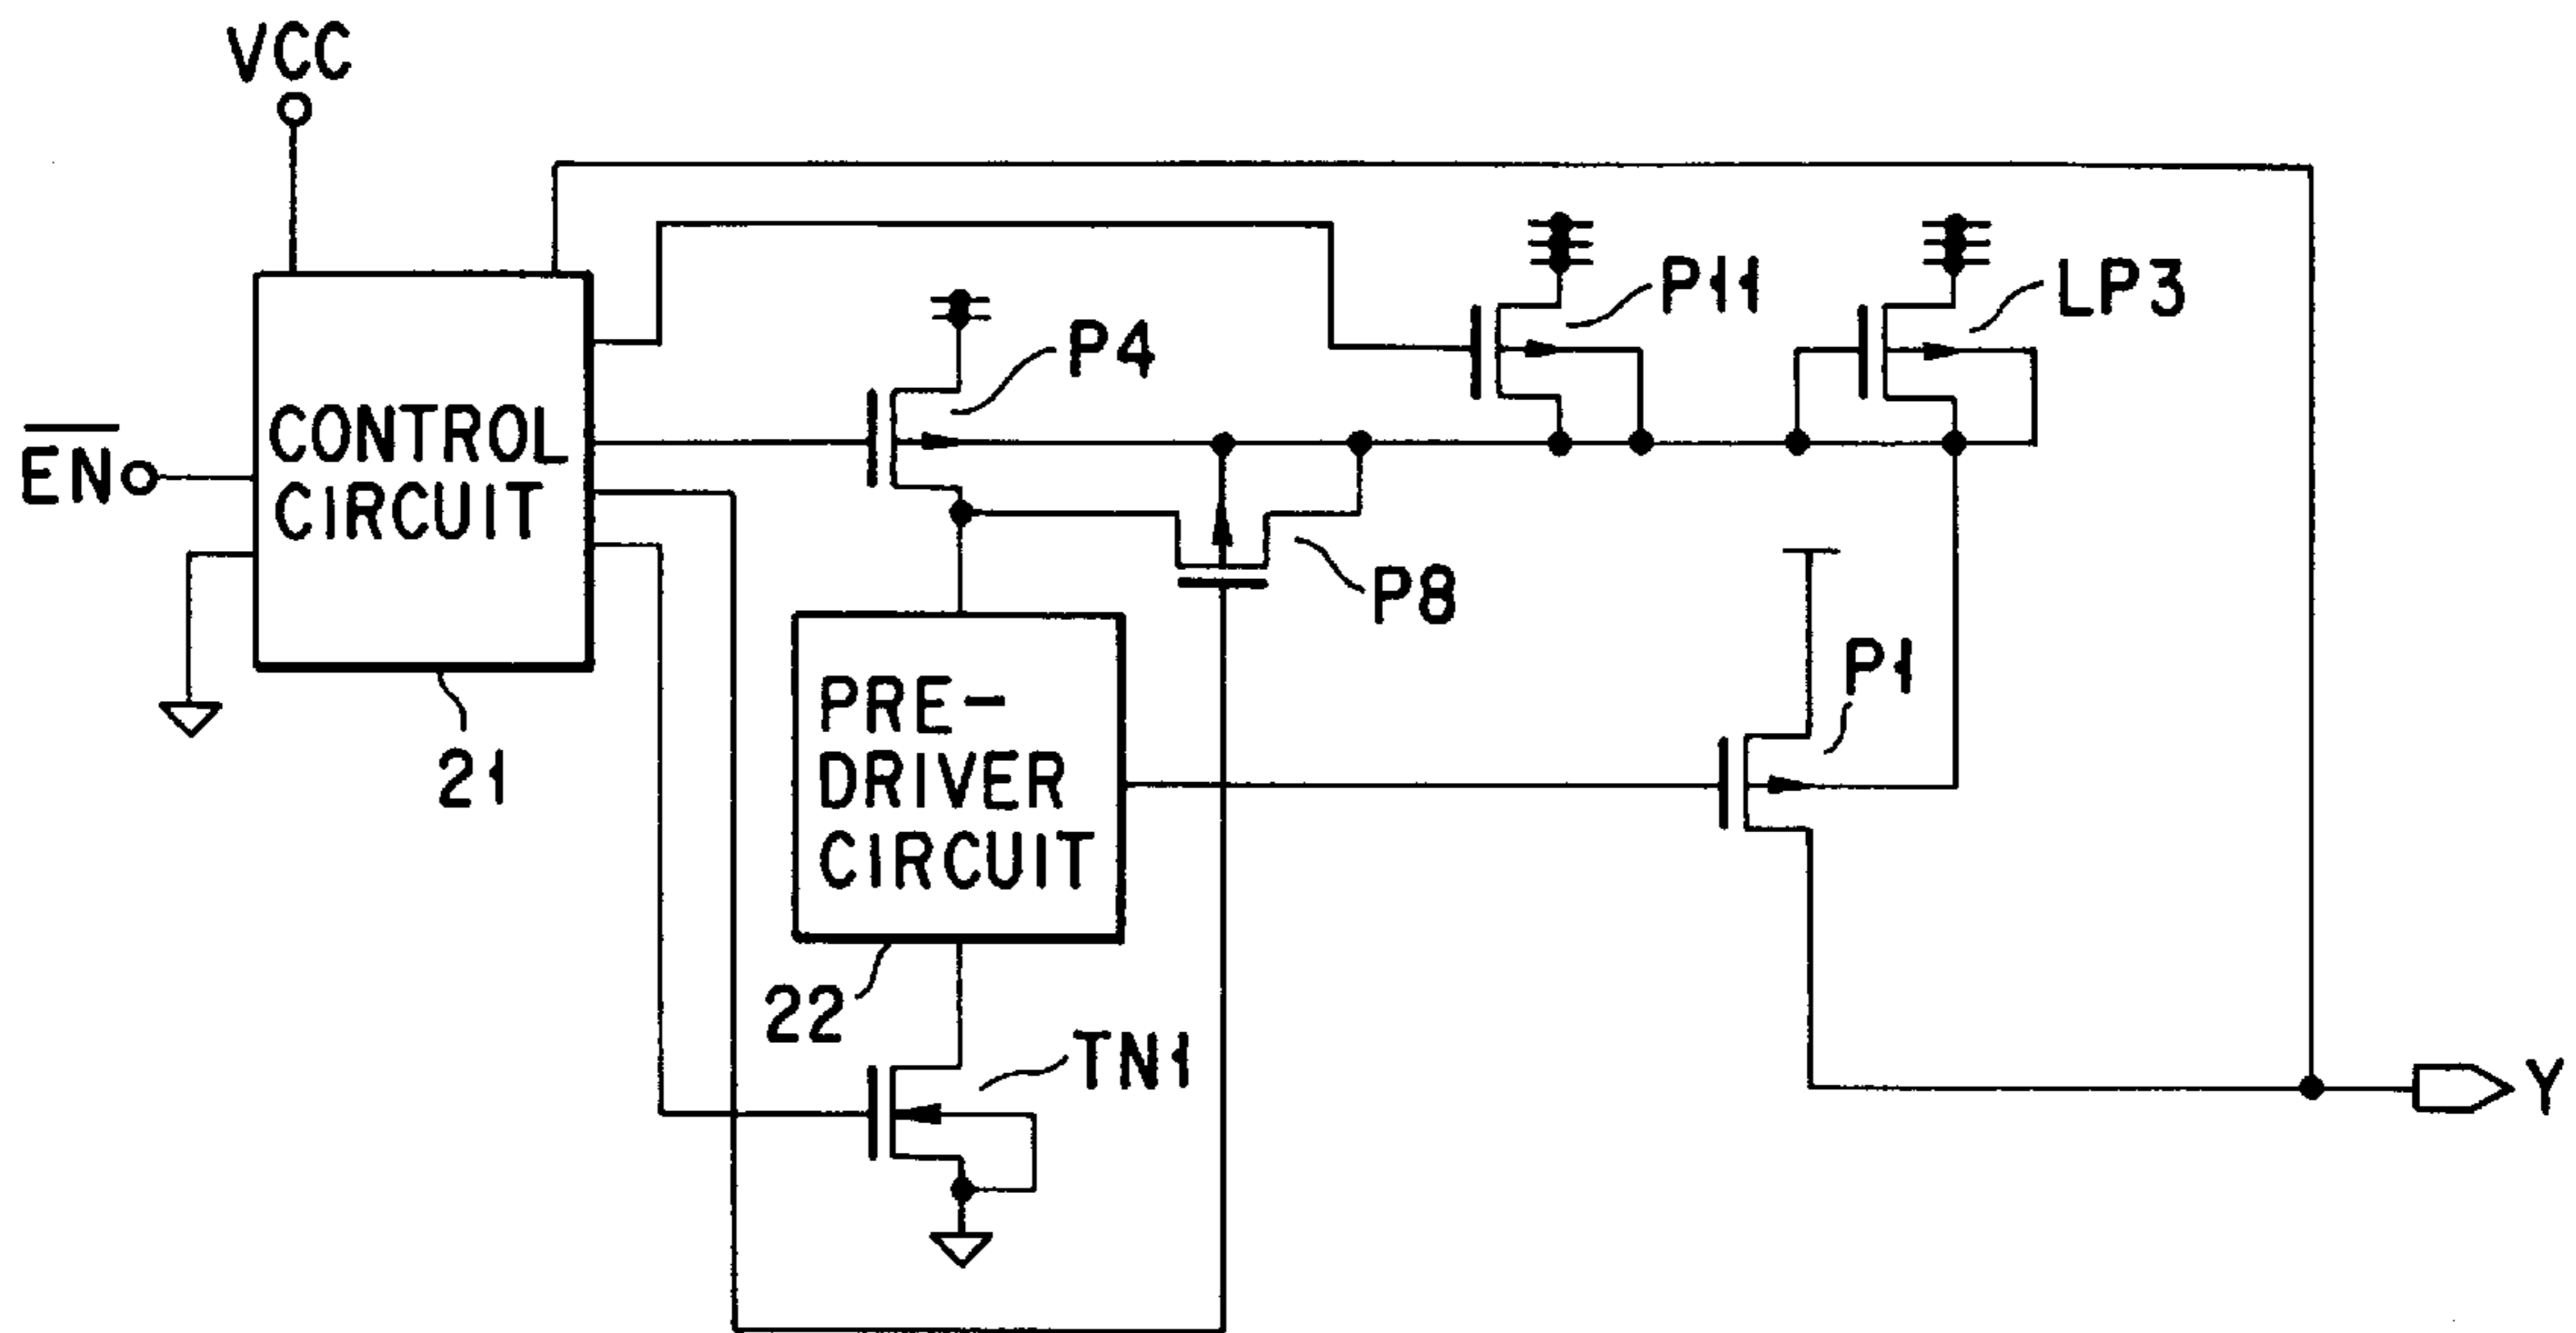 VCC
P11
LP3
P4
EN
CONTROL
CIRCUIT
P8
P1
21
PRE-
DRIVER
CIRCUIT
22
TN1
Y